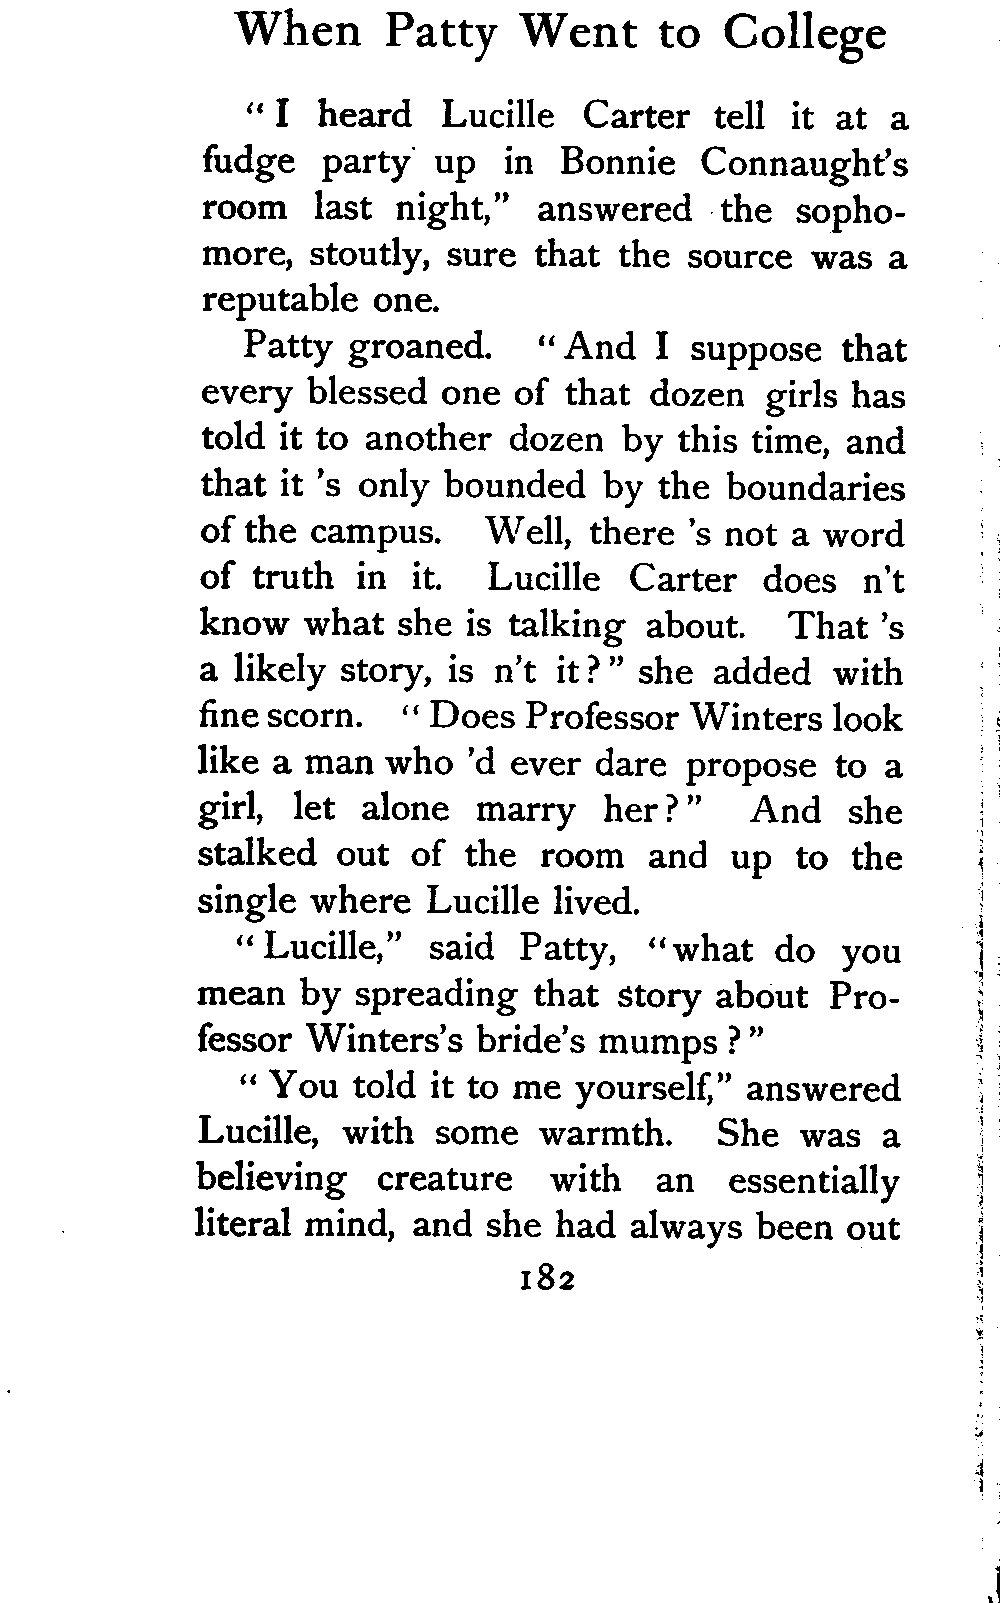 When Patty Went to College
"I heard Lucille Carter tell it at a
fudge party up in Bonnie Connaught's
room last night," answered the sopho-
more, stoutly, sure that the source was a
reputable one.
Patty groaned. "And I suppose that
every blessed one of that dozen girls has
told it to another dozen by this time, and
that it 's only bounded by the boundaries
of the campus. Well, there 's not a word
of truth in it. Lucille Carter does n't
know what she is talking about. That 's
a likely story, is n't it?" she added with
fine scorn. "Does Professor Winters look
like a man who 'd ever dare propose to a
girl, let alone marry her?" And she
stalked out of the room and up to the
single where Lucille lived.
"Lucille," said Patty, "what do you
mean by spreading that story about Pro-
fessor Winters's bride's mumps?"
"You told it to me yourself," answered
Lucille, with some warmth. She was a
believing creature with an essentially
literal mind, and she had always been out
182